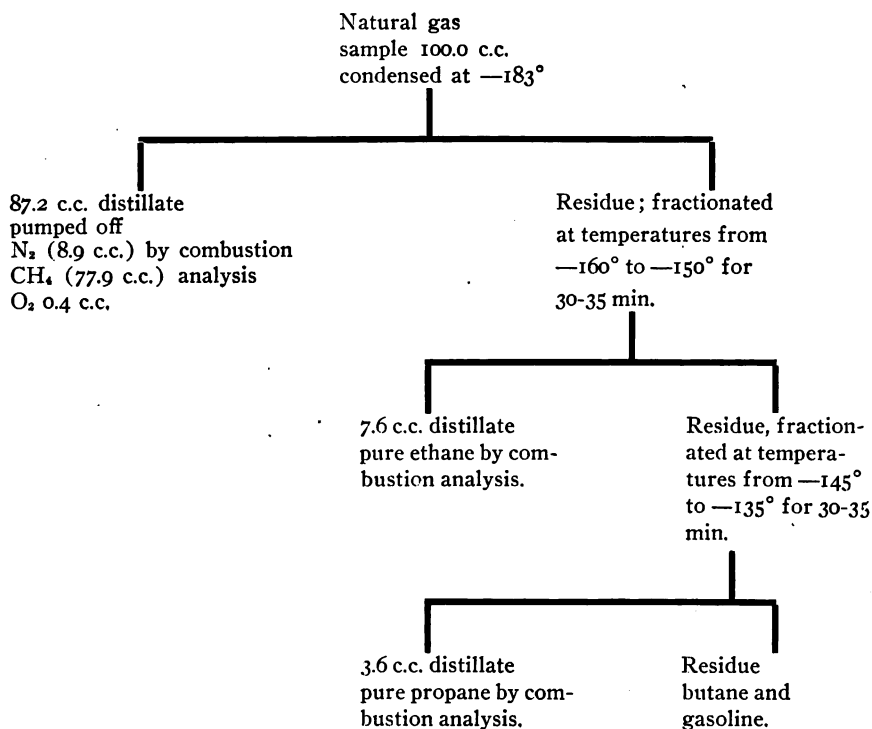 Natural gas
sample 100.0 c.c.
condensed at —183°
87.2 c.c. distillate
pumped off
N₂ (8.9 c.c.) by combustion
CH₄ (77.9 c.c.) analysis
O₂ 0.4 c.c.
Residue; fractionated
at temperatures from
—160° to —150° for
30-35 min.
7.6 c.c. distillate
pure ethane by com-
bustion analysis.
Residue, fraction-
ated at tempera-
tures from —145°
to —135° for 30-35
min.
3.6 c.c. distillate
pure propane by com-
bustion analysis.
Residue
butane and
gasoline.